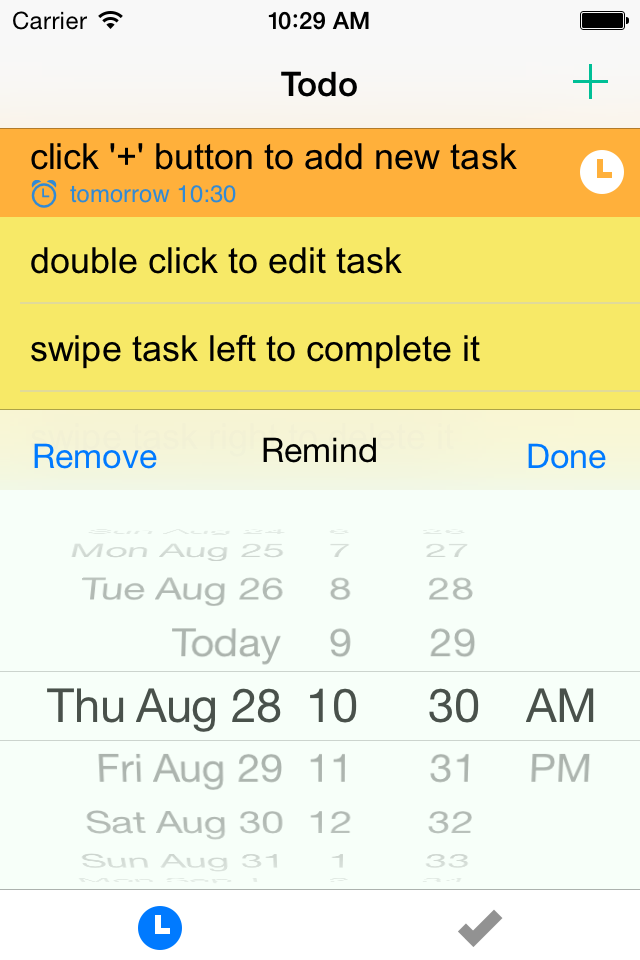 Carrier 10:29 AM
Todo
click '+' button to add new task
tomorrow 10:30
double click to edit task
swipe task left to complete it
swipe task right to delete it
Remove Remind Done
Sun Aug 24 6 26
Mon Aug 25 7 27
Tue Aug 26 8 28
Today 9 29
Thu Aug 28 10 30 AM
Fri Aug 29 11 31 PM
Sat Aug 30 12 32
Sun Aug 31 1 33
Mon Sep 1 2 34